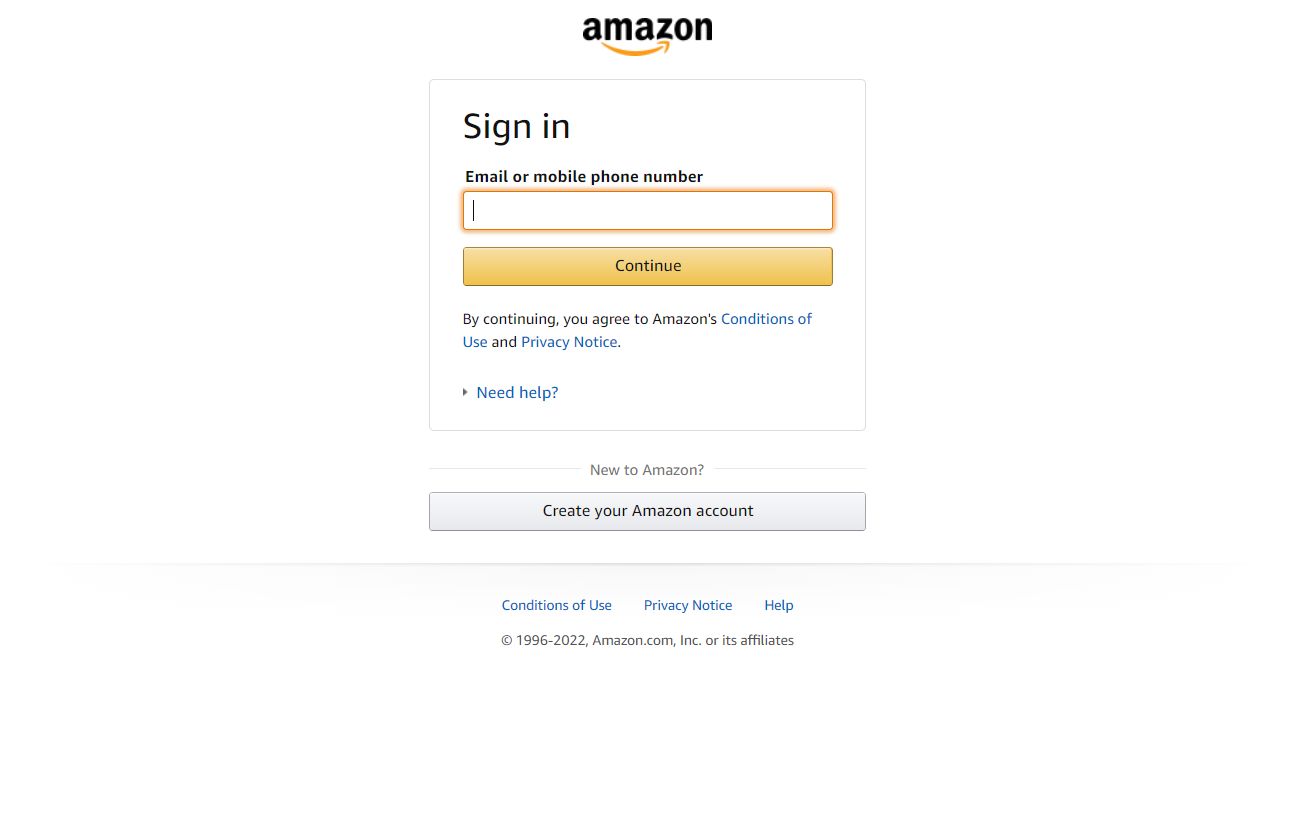 amazon
Sign in
Email or mobile phone number
Continue
By continuing, you agree to Amazon's Conditions of
Use and Privacy Notice.
Need help?
New to Amazon?
Create your Amazon account
Conditions of Use Privacy Notice Help
© 1996-2022, Amazon.com, Inc. or its affiliates